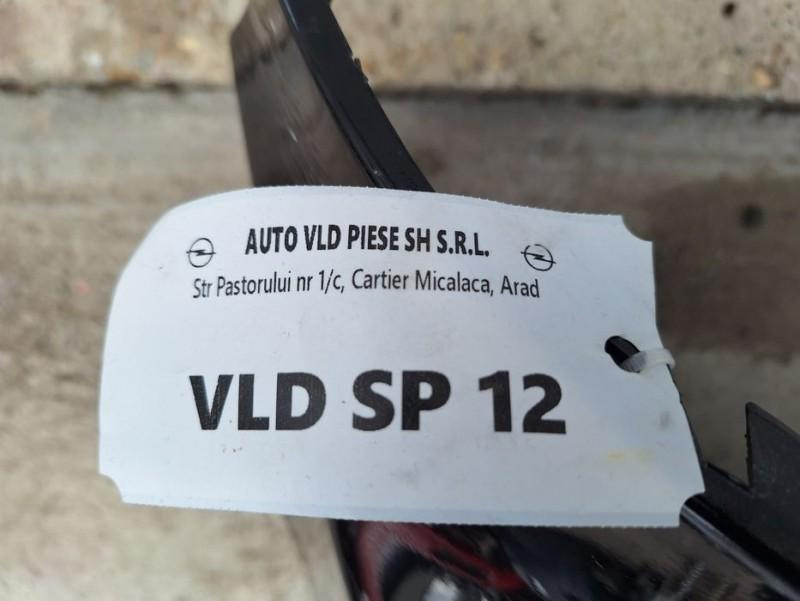 AUTO VLD PIESE SH S.R.L.
Str Pastorului nr 1/c, Cartier Micalaca, Arad
VLD SP 12